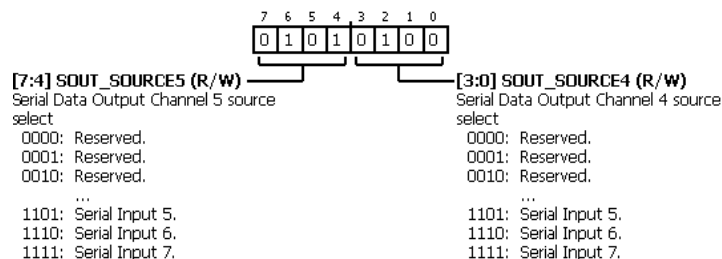 7 6 5 4 3 2 1 0
0 1 0 1 0 1 0 0
[7:4] SOUT_SOURCE5 (R/W)
Serial Data Output Channel 5 source
select
0000: Reserved.
0001: Reserved.
0010: Reserved.
...
1101: Serial Input 5.
1110: Serial Input 6.
1111: Serial Input 7.
[3:0] SOUT_SOURCE4 (R/W)
Serial Data Output Channel 4 source
select
0000: Reserved.
0001: Reserved.
0010: Reserved.
...
1101: Serial Input 5.
1110: Serial Input 6.
1111: Serial Input 7.